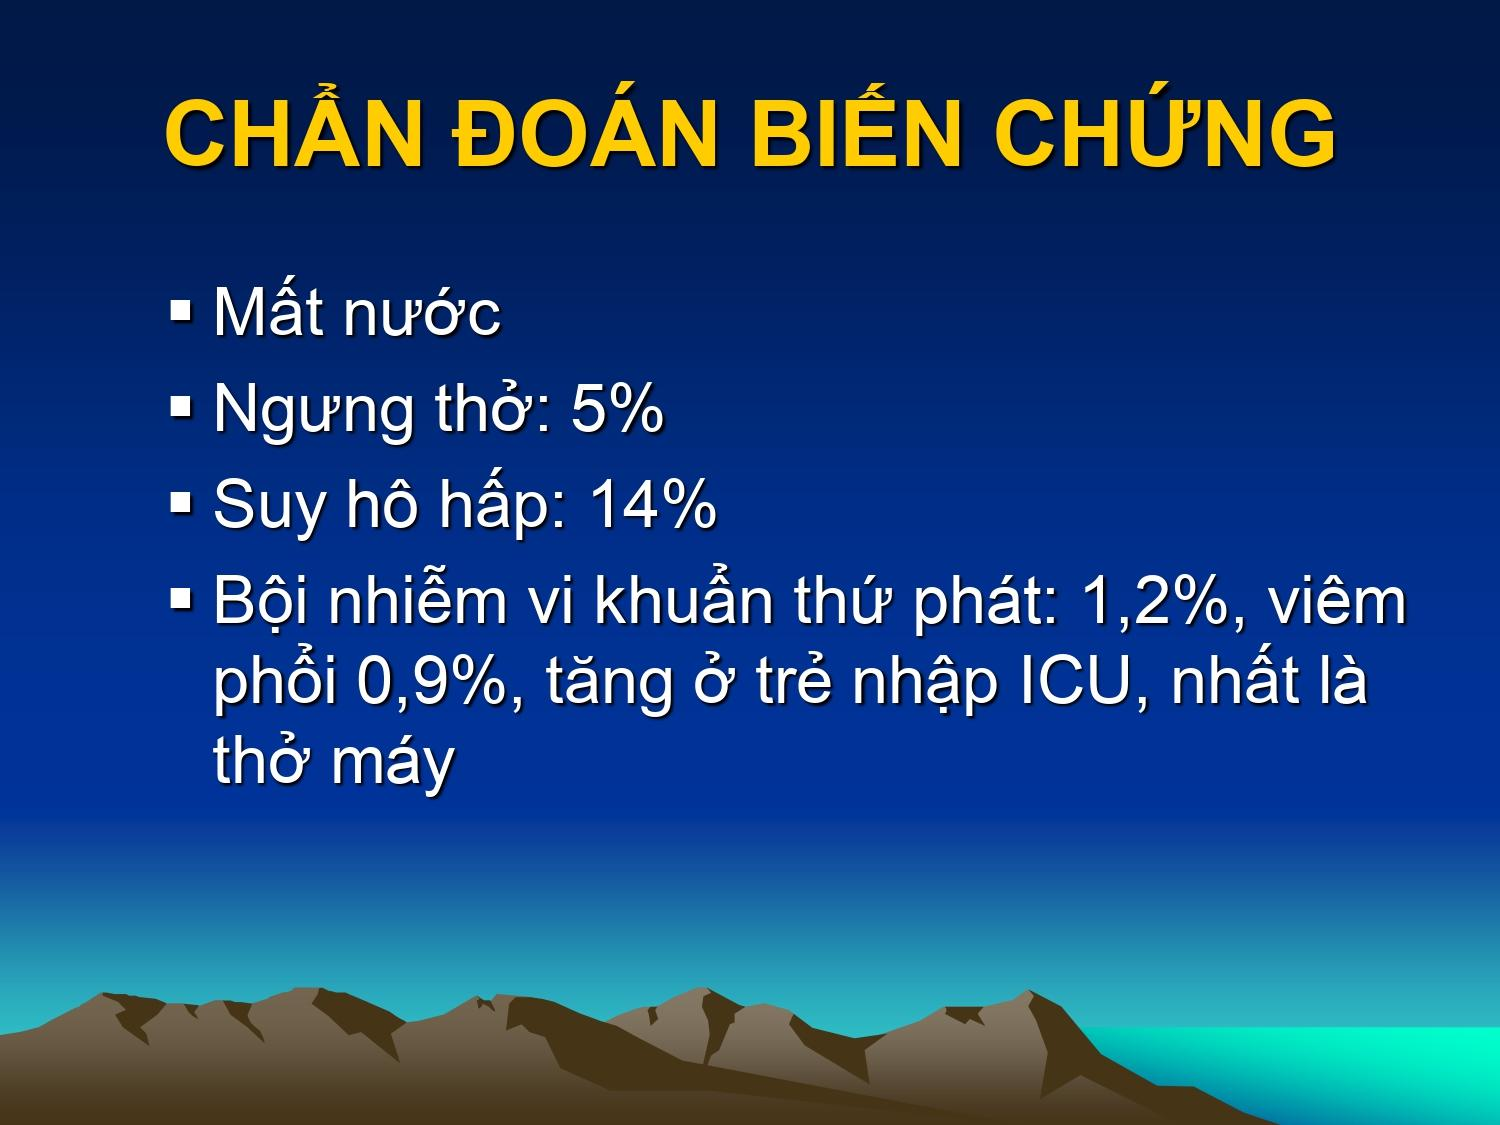 CHẨN ĐOÁN BIẾN CHỨNG
▪ Mất nước
▪ Ngưng thở: 5%
▪ Suy hô hấp: 14%
▪ Bội nhiễm vi khuẩn thứ phát: 1,2%, viêm
phổi 0,9%, tăng ở trẻ nhập ICU, nhất là
thở máy